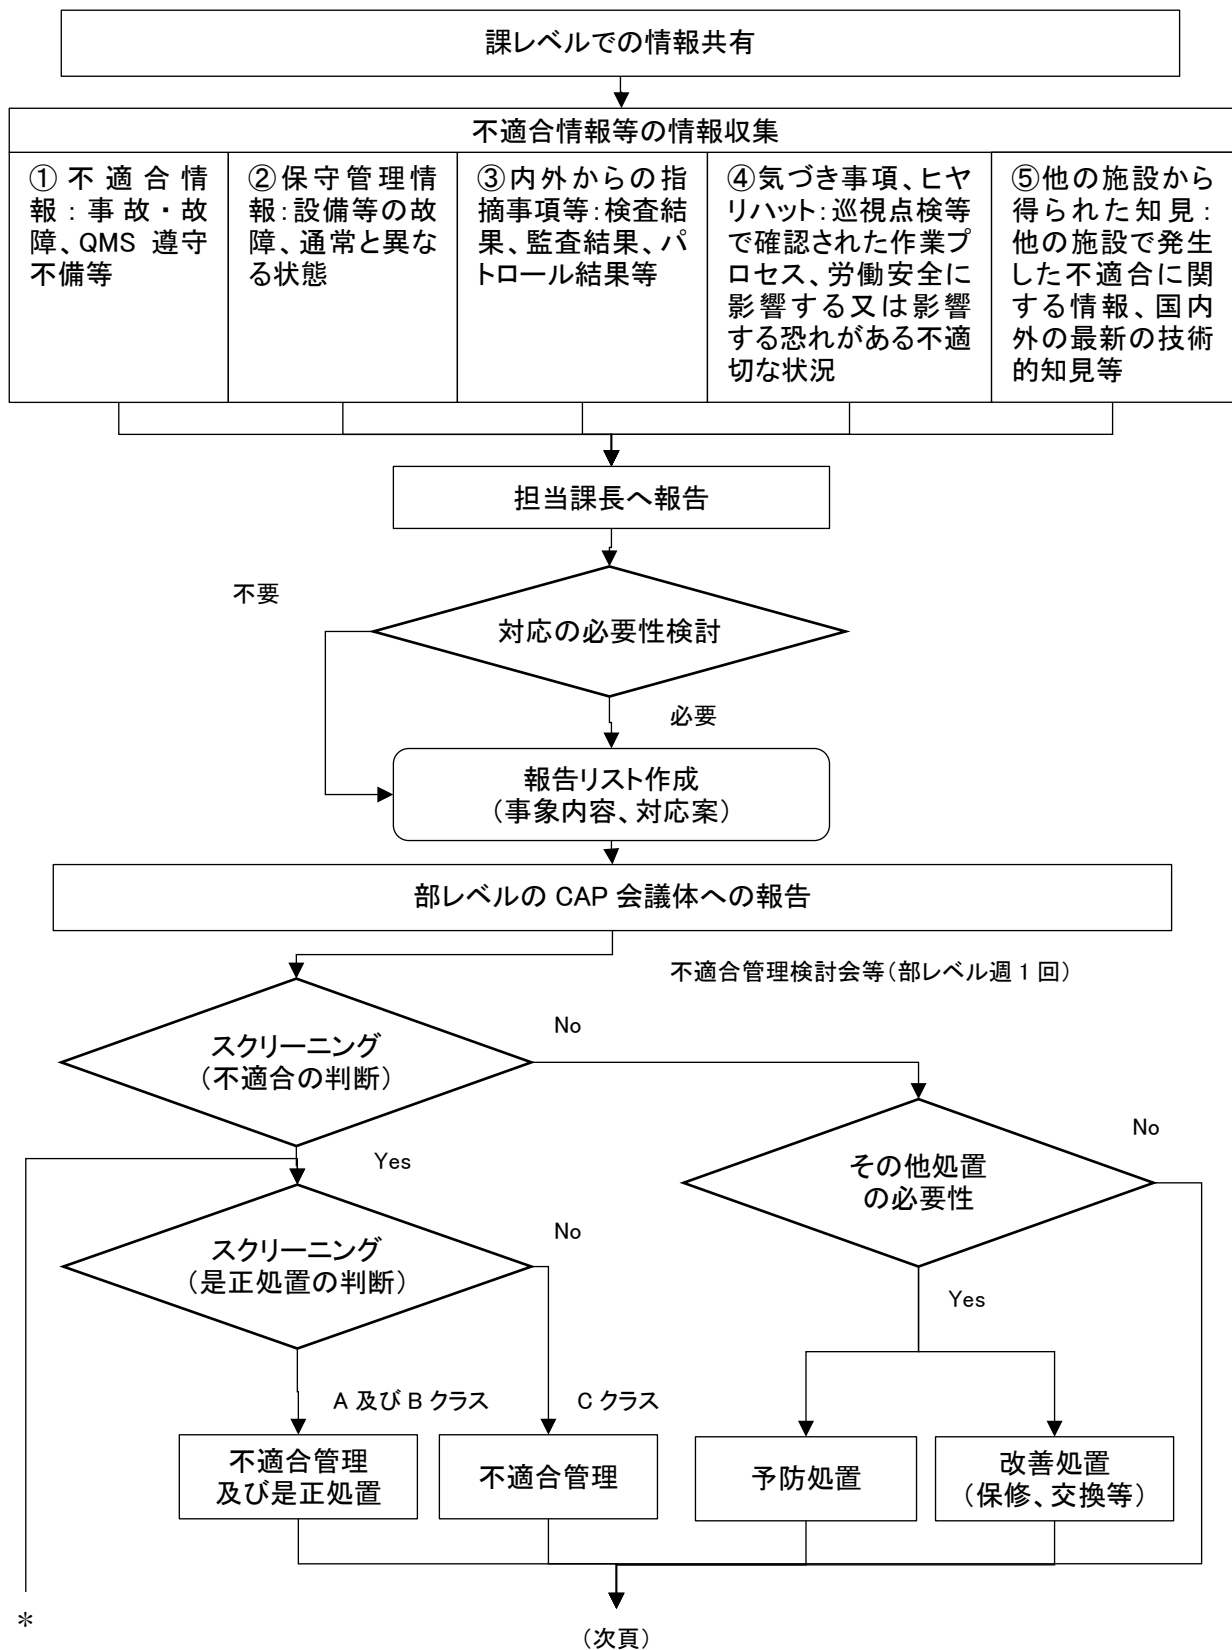 課レベルでの情報共有
不適合情報等の情報収集
①不適合情
報：事故・故
障、QMS 遵守
不備等
②保守管理情
報：設備等の故
障、通常と異な
る状態
③内外からの指
摘事項等：検査結
果、監査結果、パ
トロール結果等
④気づき事項、ヒヤ
リハット：巡視点検等
で確認された作業プ
ロセス、労働安全に
影響する又は影響
する恐れがある不適
切な状況
⑤他の施設から
得られた知見：
他の施設で発生
した不適合に関
する情報、国内
外の最新の技術
的知見等
担当課長へ報告
不要
対応の必要性検討
必要
報告リスト作成
（事象内容、対応案）
部レベルの CAP 会議体への報告
不適合管理検討会等（部レベル週 1 回）
スクリーニング
（不適合の判断）
No
Yes
その他処置
の必要性
No
スクリーニング
（是正処置の判断）
No
Yes
A 及び B クラス
C クラス
不適合管理
及び是正処置
不適合管理
予防処置
改善処置
（保修、交換等）
＊
（次頁）